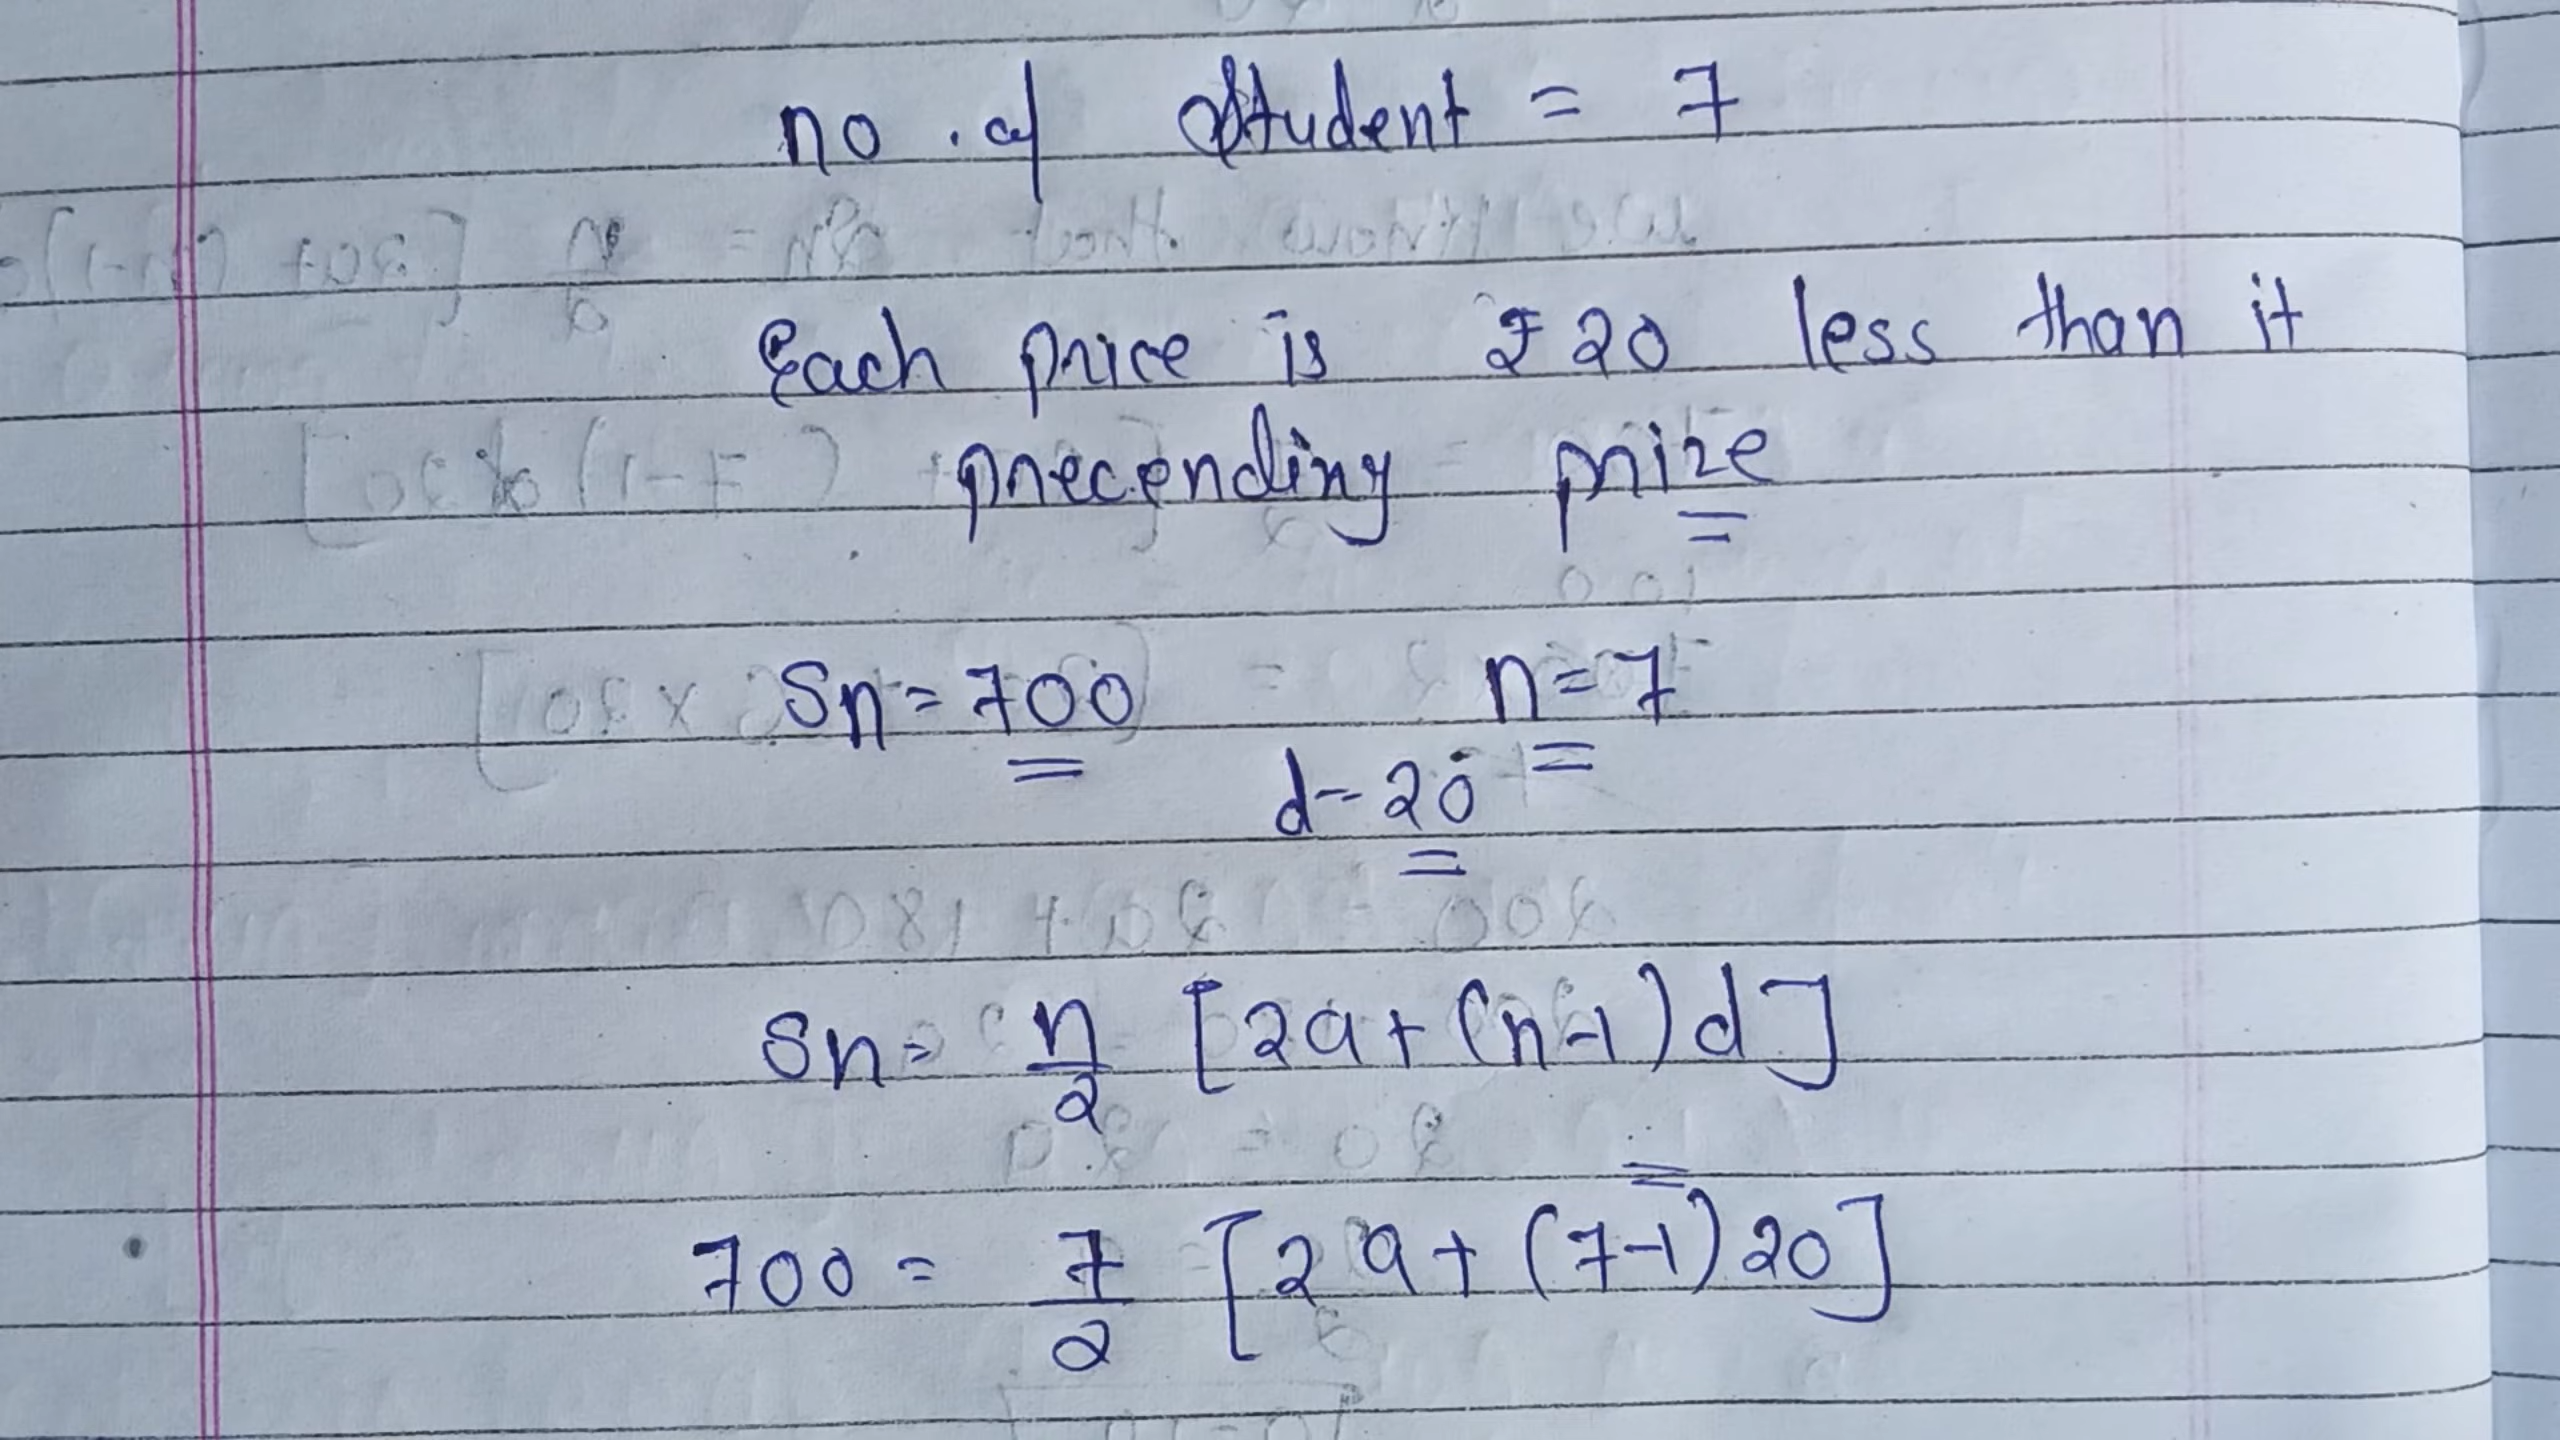 no. of Student = 7
Each price is ₹20 less than it
precending prize
Sn = 700 n = 7
d - 20
Sn = n/2 [2a + (n-1)d]
700 = 7/2 [2a + (7-1)20]